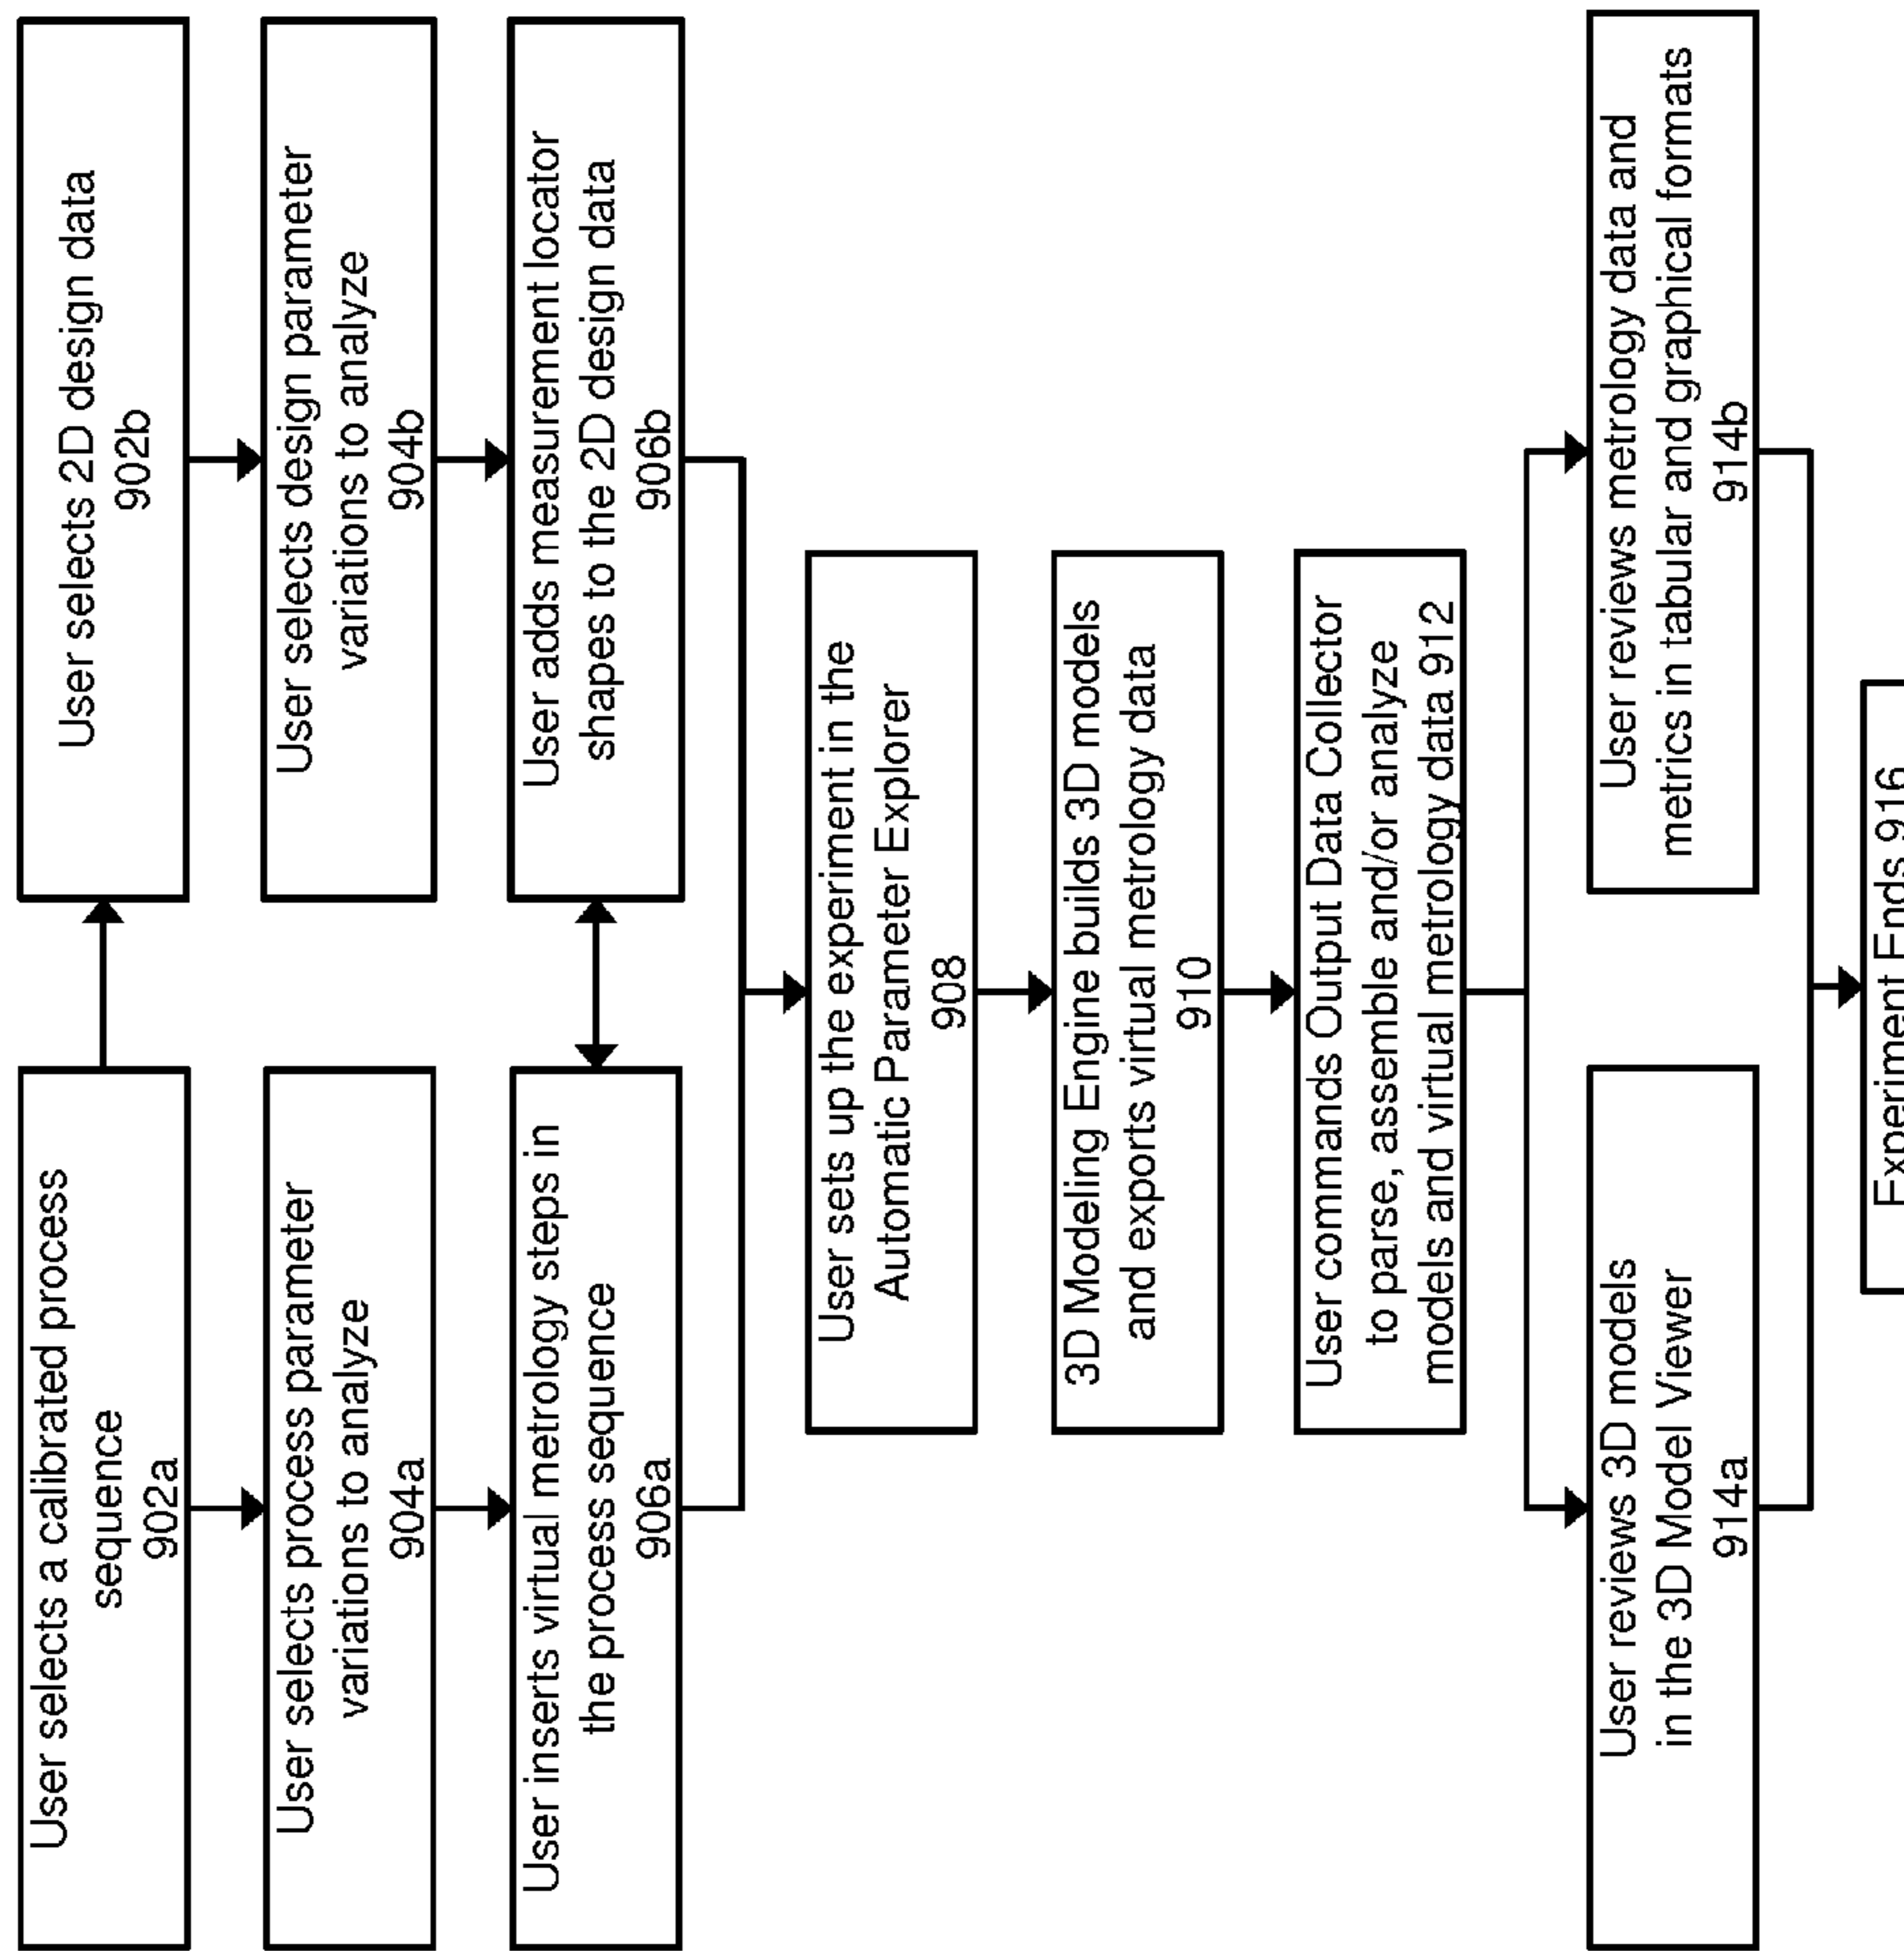 User selects a calibrated process
sequence
902a
User selects 2D design data
902b
User selects process parameter
variations to analyze
904a
User selects design parameter
variations to analyze
904b
User inserts virtual metrology steps in
the process sequence
906a
User adds measurement locator
shapes to the 2D design data
906b
User sets up the experiment in the
Automatic Parameter Explorer
908
3D Modeling Engine builds 3D models
and exports virtual metrology data
910
User commands Output Data Collector
to parse, assemble and/or analyze
models and virtual metrology data 912
User reviews 3D models
in the 3D Model Viewer
914a
User reviews metrology data and
metrics in tabular and graphical formats
914b
Experiment Ends 916